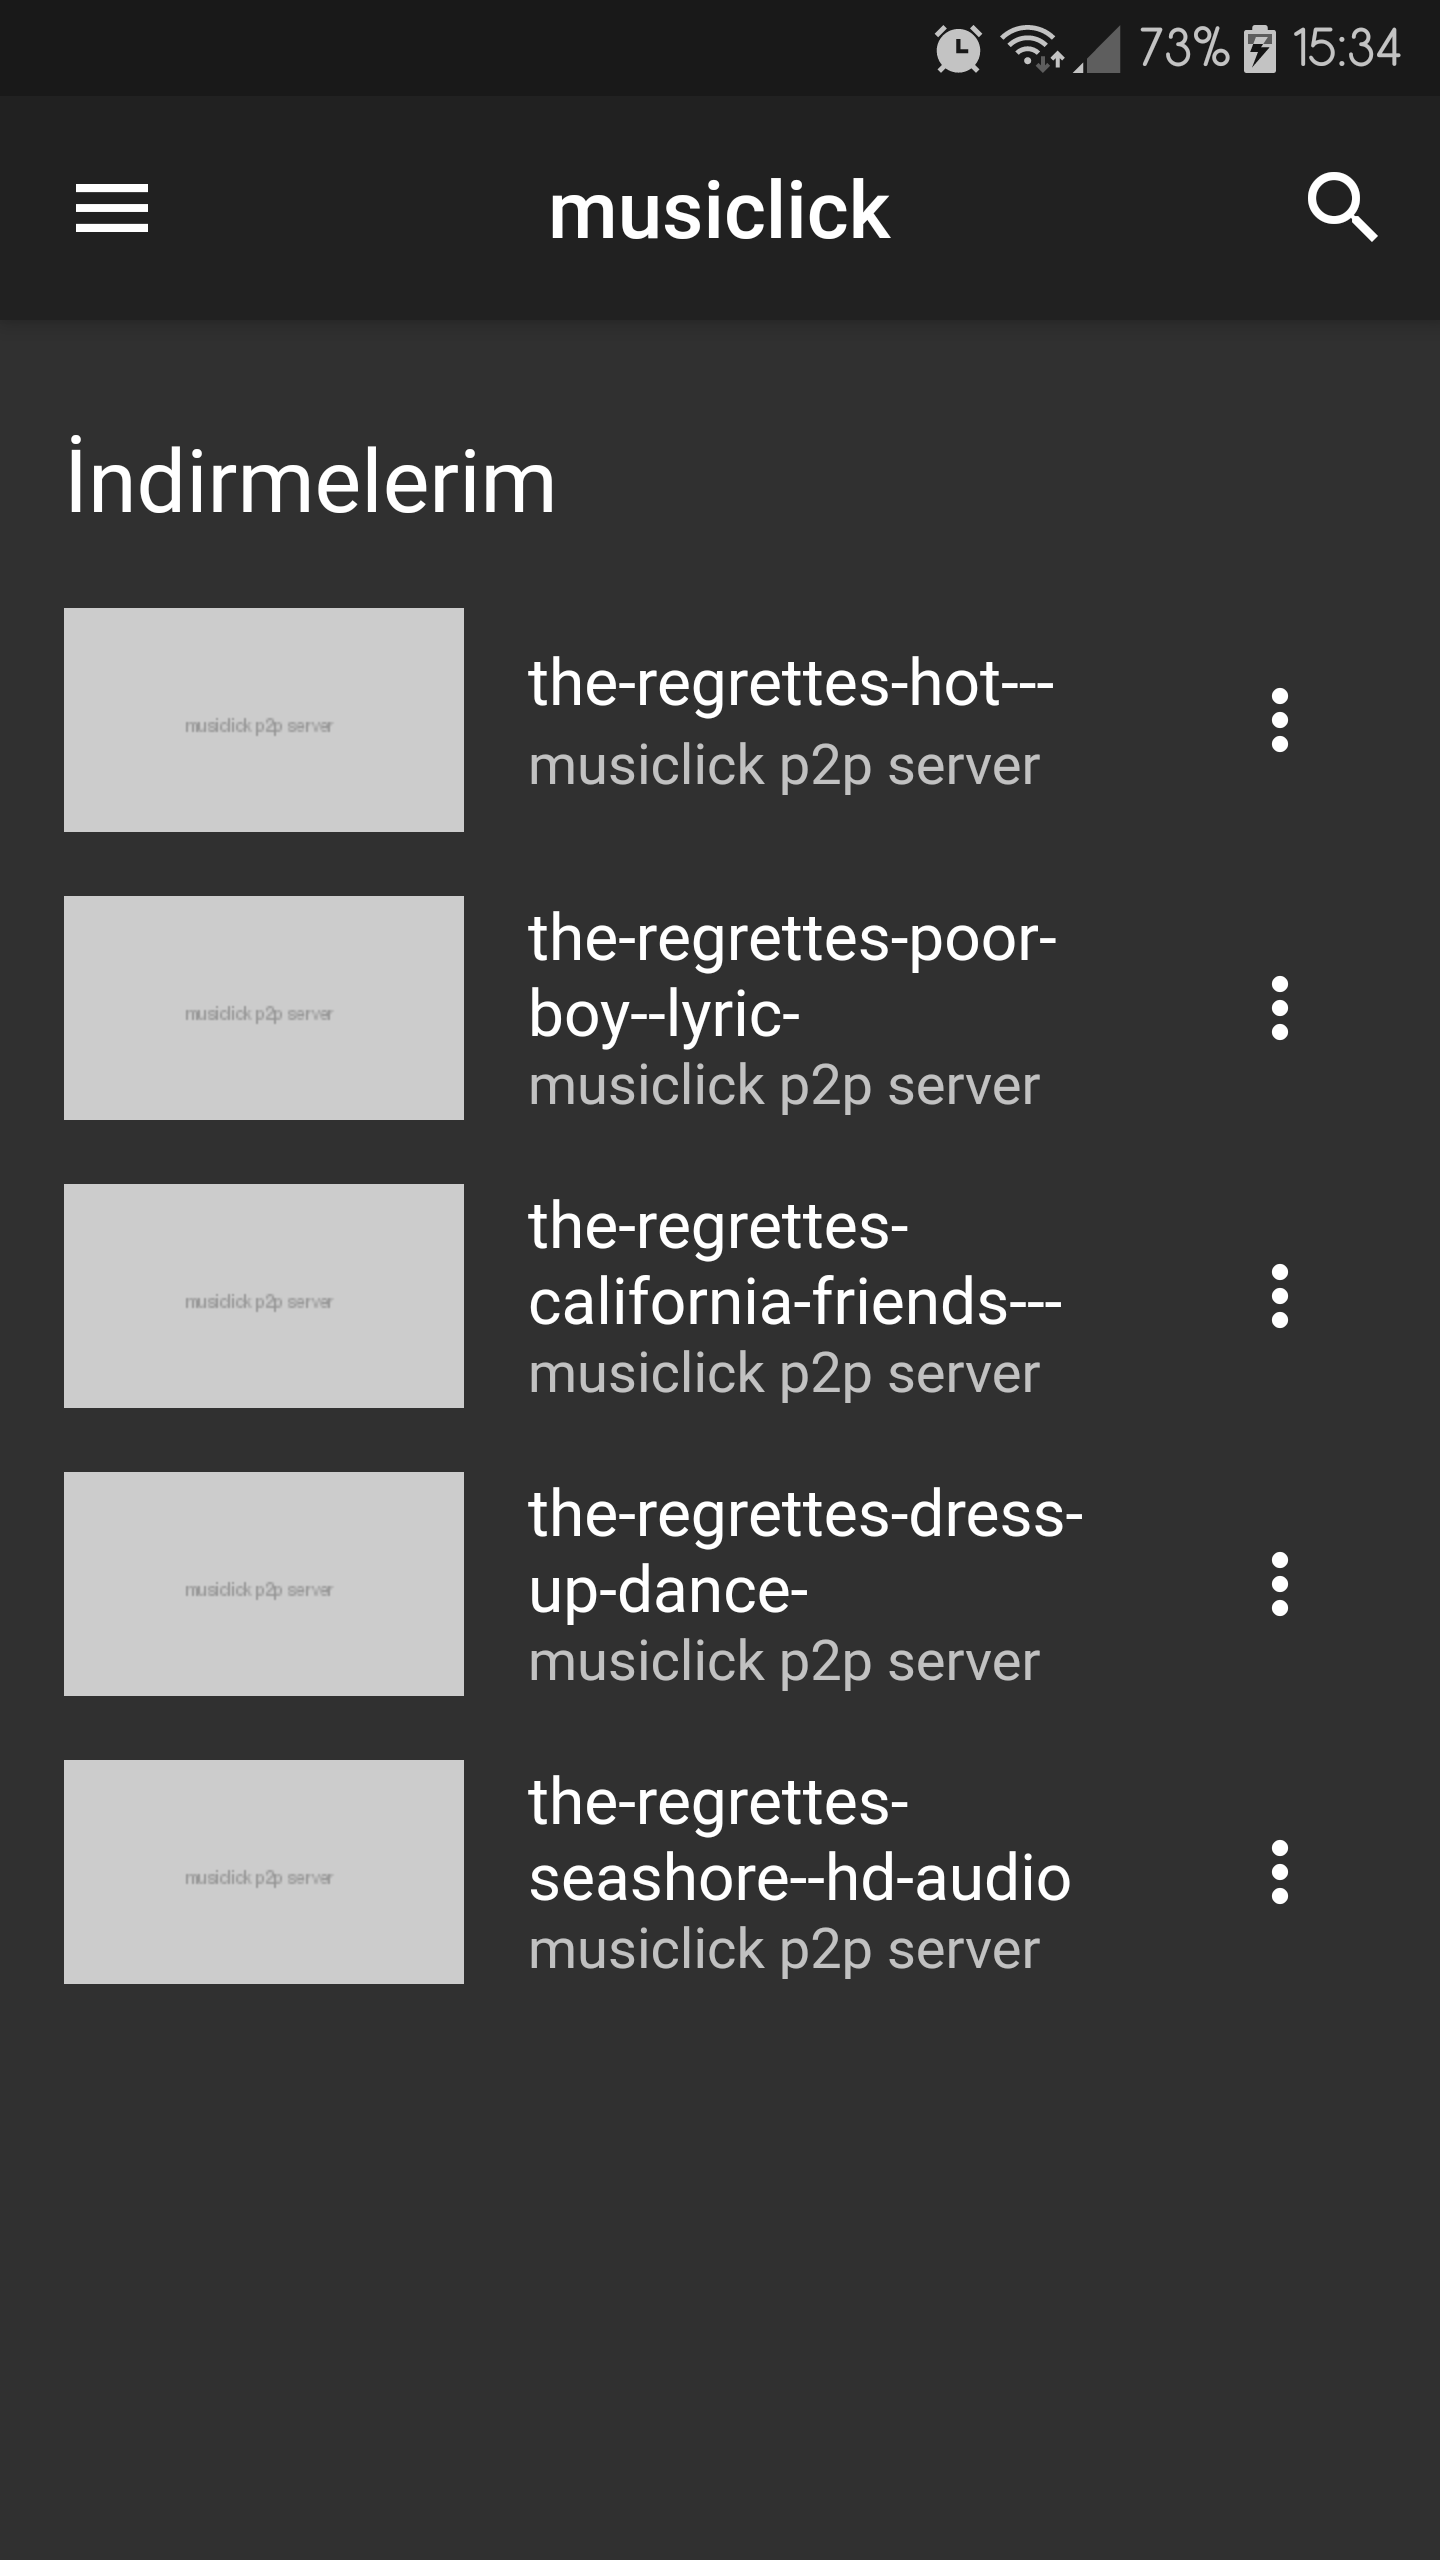 73% 15:34
musiclick
İndirmelerim
musiclick p2p server
the-regrettes-hot---
musiclick p2p server
musiclick p2p server
the-regrettes-poor-
boy--lyric-
musiclick p2p server
musiclick p2p server
the-regrettes-
california-friends---
musiclick p2p server
musiclick p2p server
the-regrettes-dress-
up-dance-
musiclick p2p server
musiclick p2p server
the-regrettes-
seashore--hd-audio
musiclick p2p server